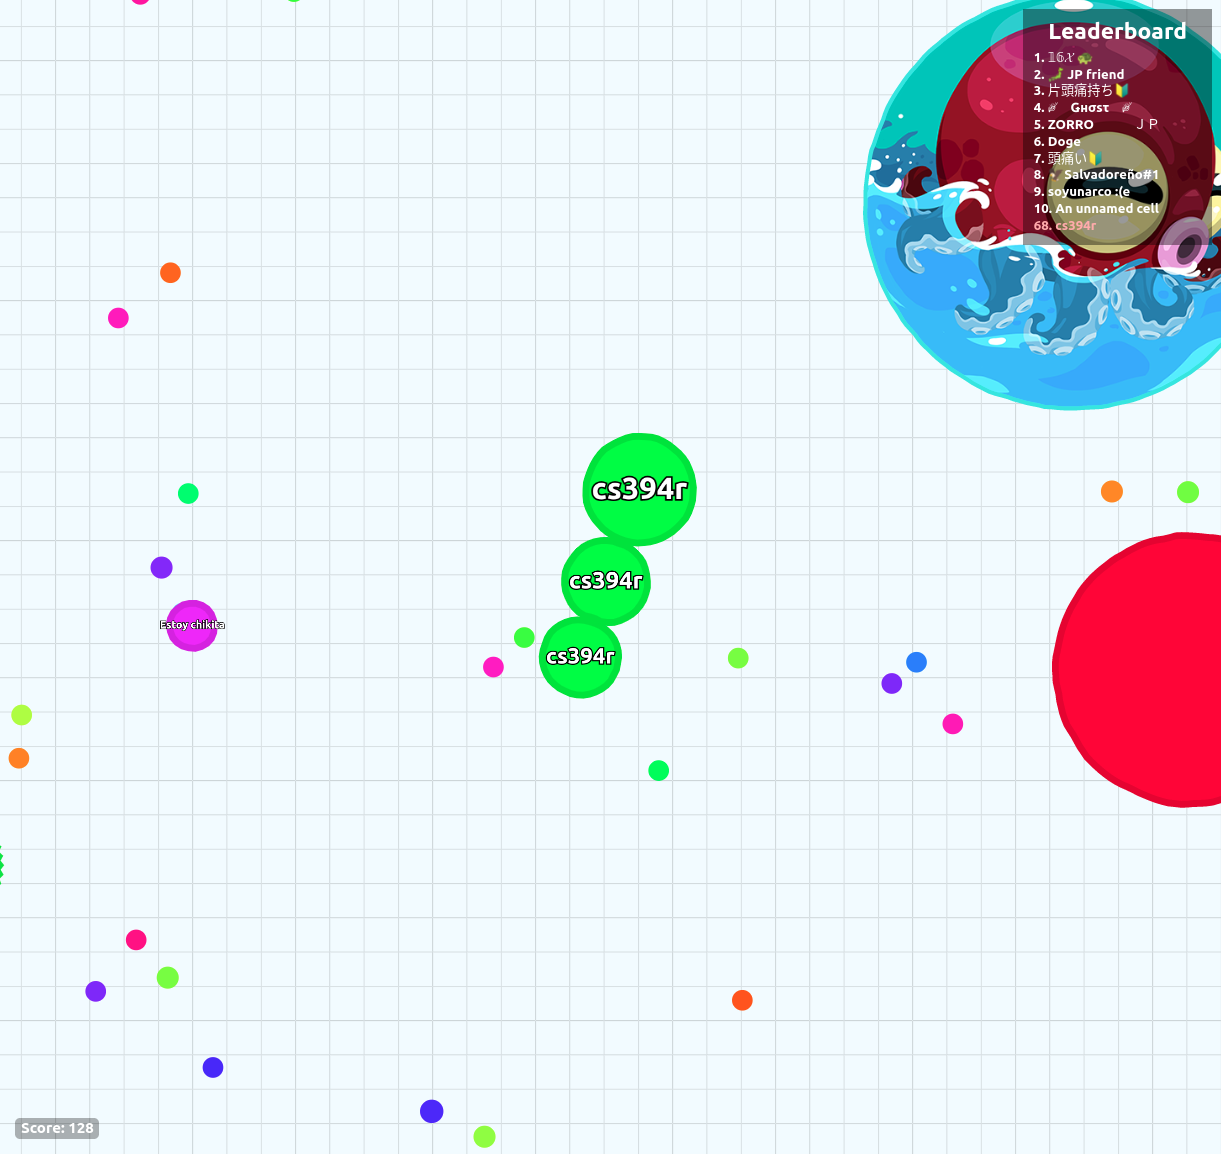 Leaderboard
1. 𝟙𝟞.𝓧 🐢
2. 🐛 JP friend
3. 片頭痛持ち🔰
4. Gнσsτ
5. ZORRO ＪＰ
6. Doge
7. 頭痛い🔰
8. Salvadoreño#1
9. soyunarco :(e
10. An unnamed cell
68. cs394r
cs394r
cs394r
Estoy chikita
cs394r
Score: 128